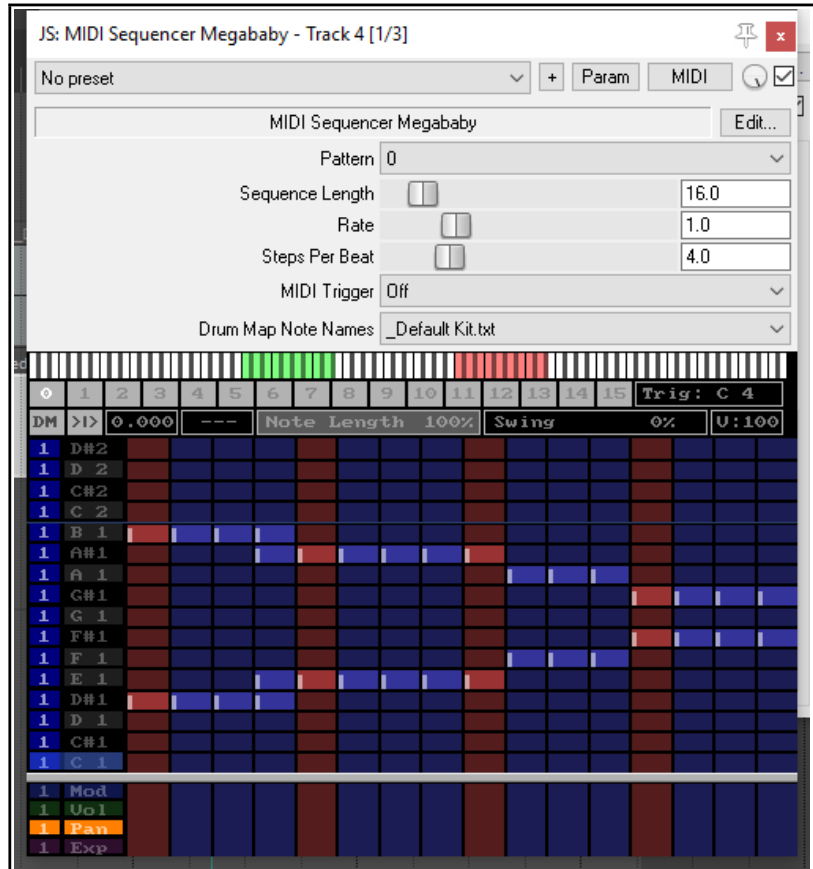 JS: MIDI Sequencer Megababy - Track 4 [1/3]
x
No preset + Param MIDI
MIDI Sequencer Megababy Edit...
Pattern 0
Sequence Length 16.0
Rate 1.0
Steps Per Beat 4.0
MIDI Trigger Off
Drum Map Note Names _Default Kit.txt
0 1 2 3 4 5 6 7 8 9 10 11 12 13 14 15 Trig: C 4
DM >I> 0.000 --- Note Length 100% Swing 0% V:100
1 D#2
1 D 2
1 C#2
1 C 2
1 B 1
1 A#1
1 A 1
1 G#1
1 G 1
1 F#1
1 F 1
1 E 1
1 D#1
1 D 1
1 C#1
1 C 1
1 Mod
1 Vol
1 Pan
1 Exp